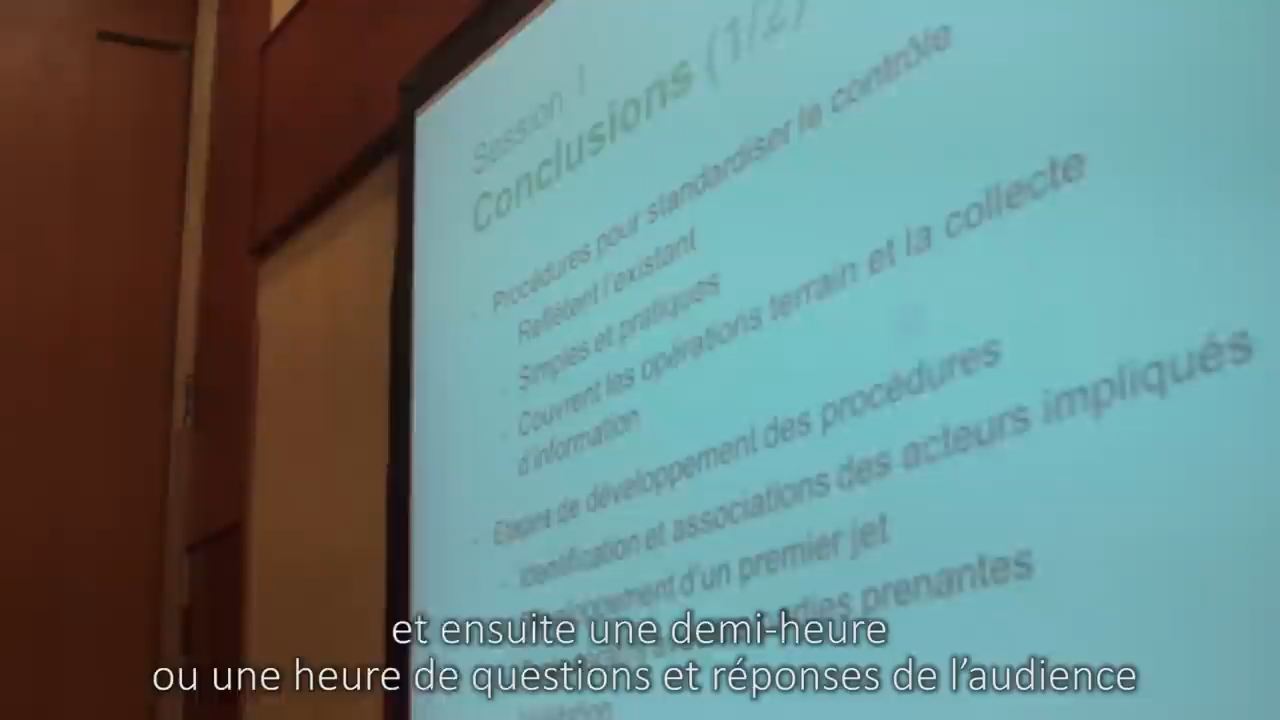 Session 1
Conclusions (1/2)
- Procédures pour standardiser le contrôle
- Reflètent l'existant
- Simples et pratiques
- Couvrent les opérations terrain et la collecte
d'information
- Etapes de développement des procédures
- Identification et associations des acteurs impliqués
- Développement d'un premier jet
parties prenantes
et ensuite une demi-heure
ou une heure de questions et réponses de l'audience